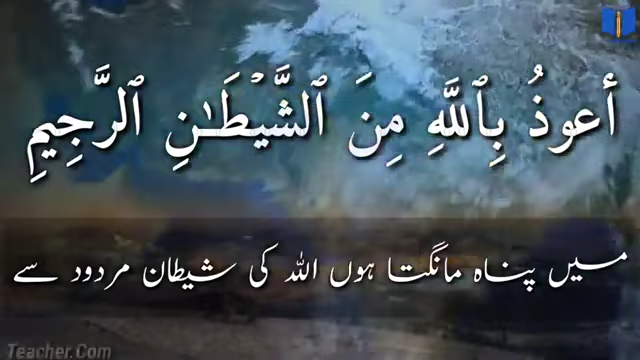 أعوذُ بِٱللَّهِ مِنَ ٱلشَّيْطَـٰنِ ٱلرَّجِيمِ
میں پناہ مانگتا ہوں اللہ کی شیطان مردود سے
Teacher.Com